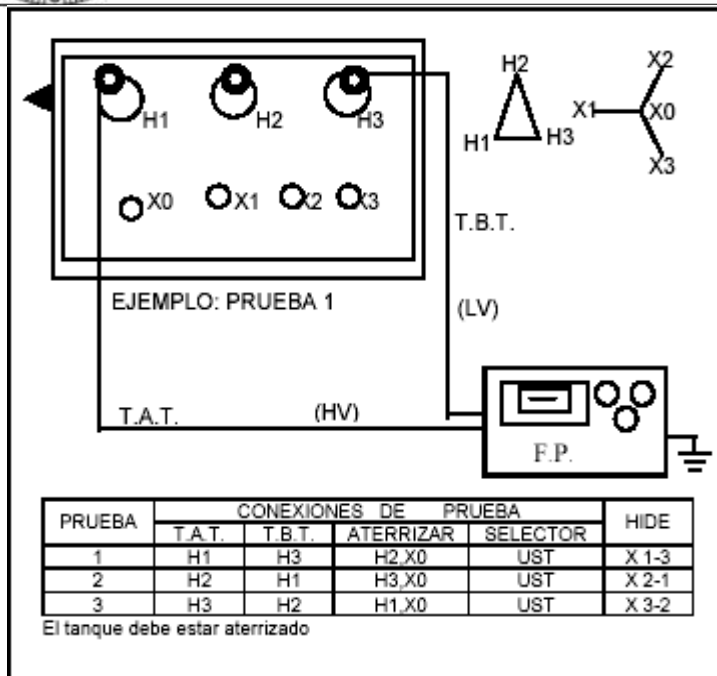 H1 H2 H3
X0 X1 X2 X3
H2
H1 H3
X2
X1 X0
X3
T.B.T.
EJEMPLO: PRUEBA 1
(LV)
T.A.T. (HV)
F.P.
PRUEBA CONEXIONES DE PRUEBA HIDE
T.A.T. T.B.T. ATERRIZAR SELECTOR
1 H1 H3 H2,X0 UST X 1-3
2 H2 H1 H3,X0 UST X 2-1
3 H3 H2 H1,X0 UST X 3-2
El tanque debe estar aterrizado